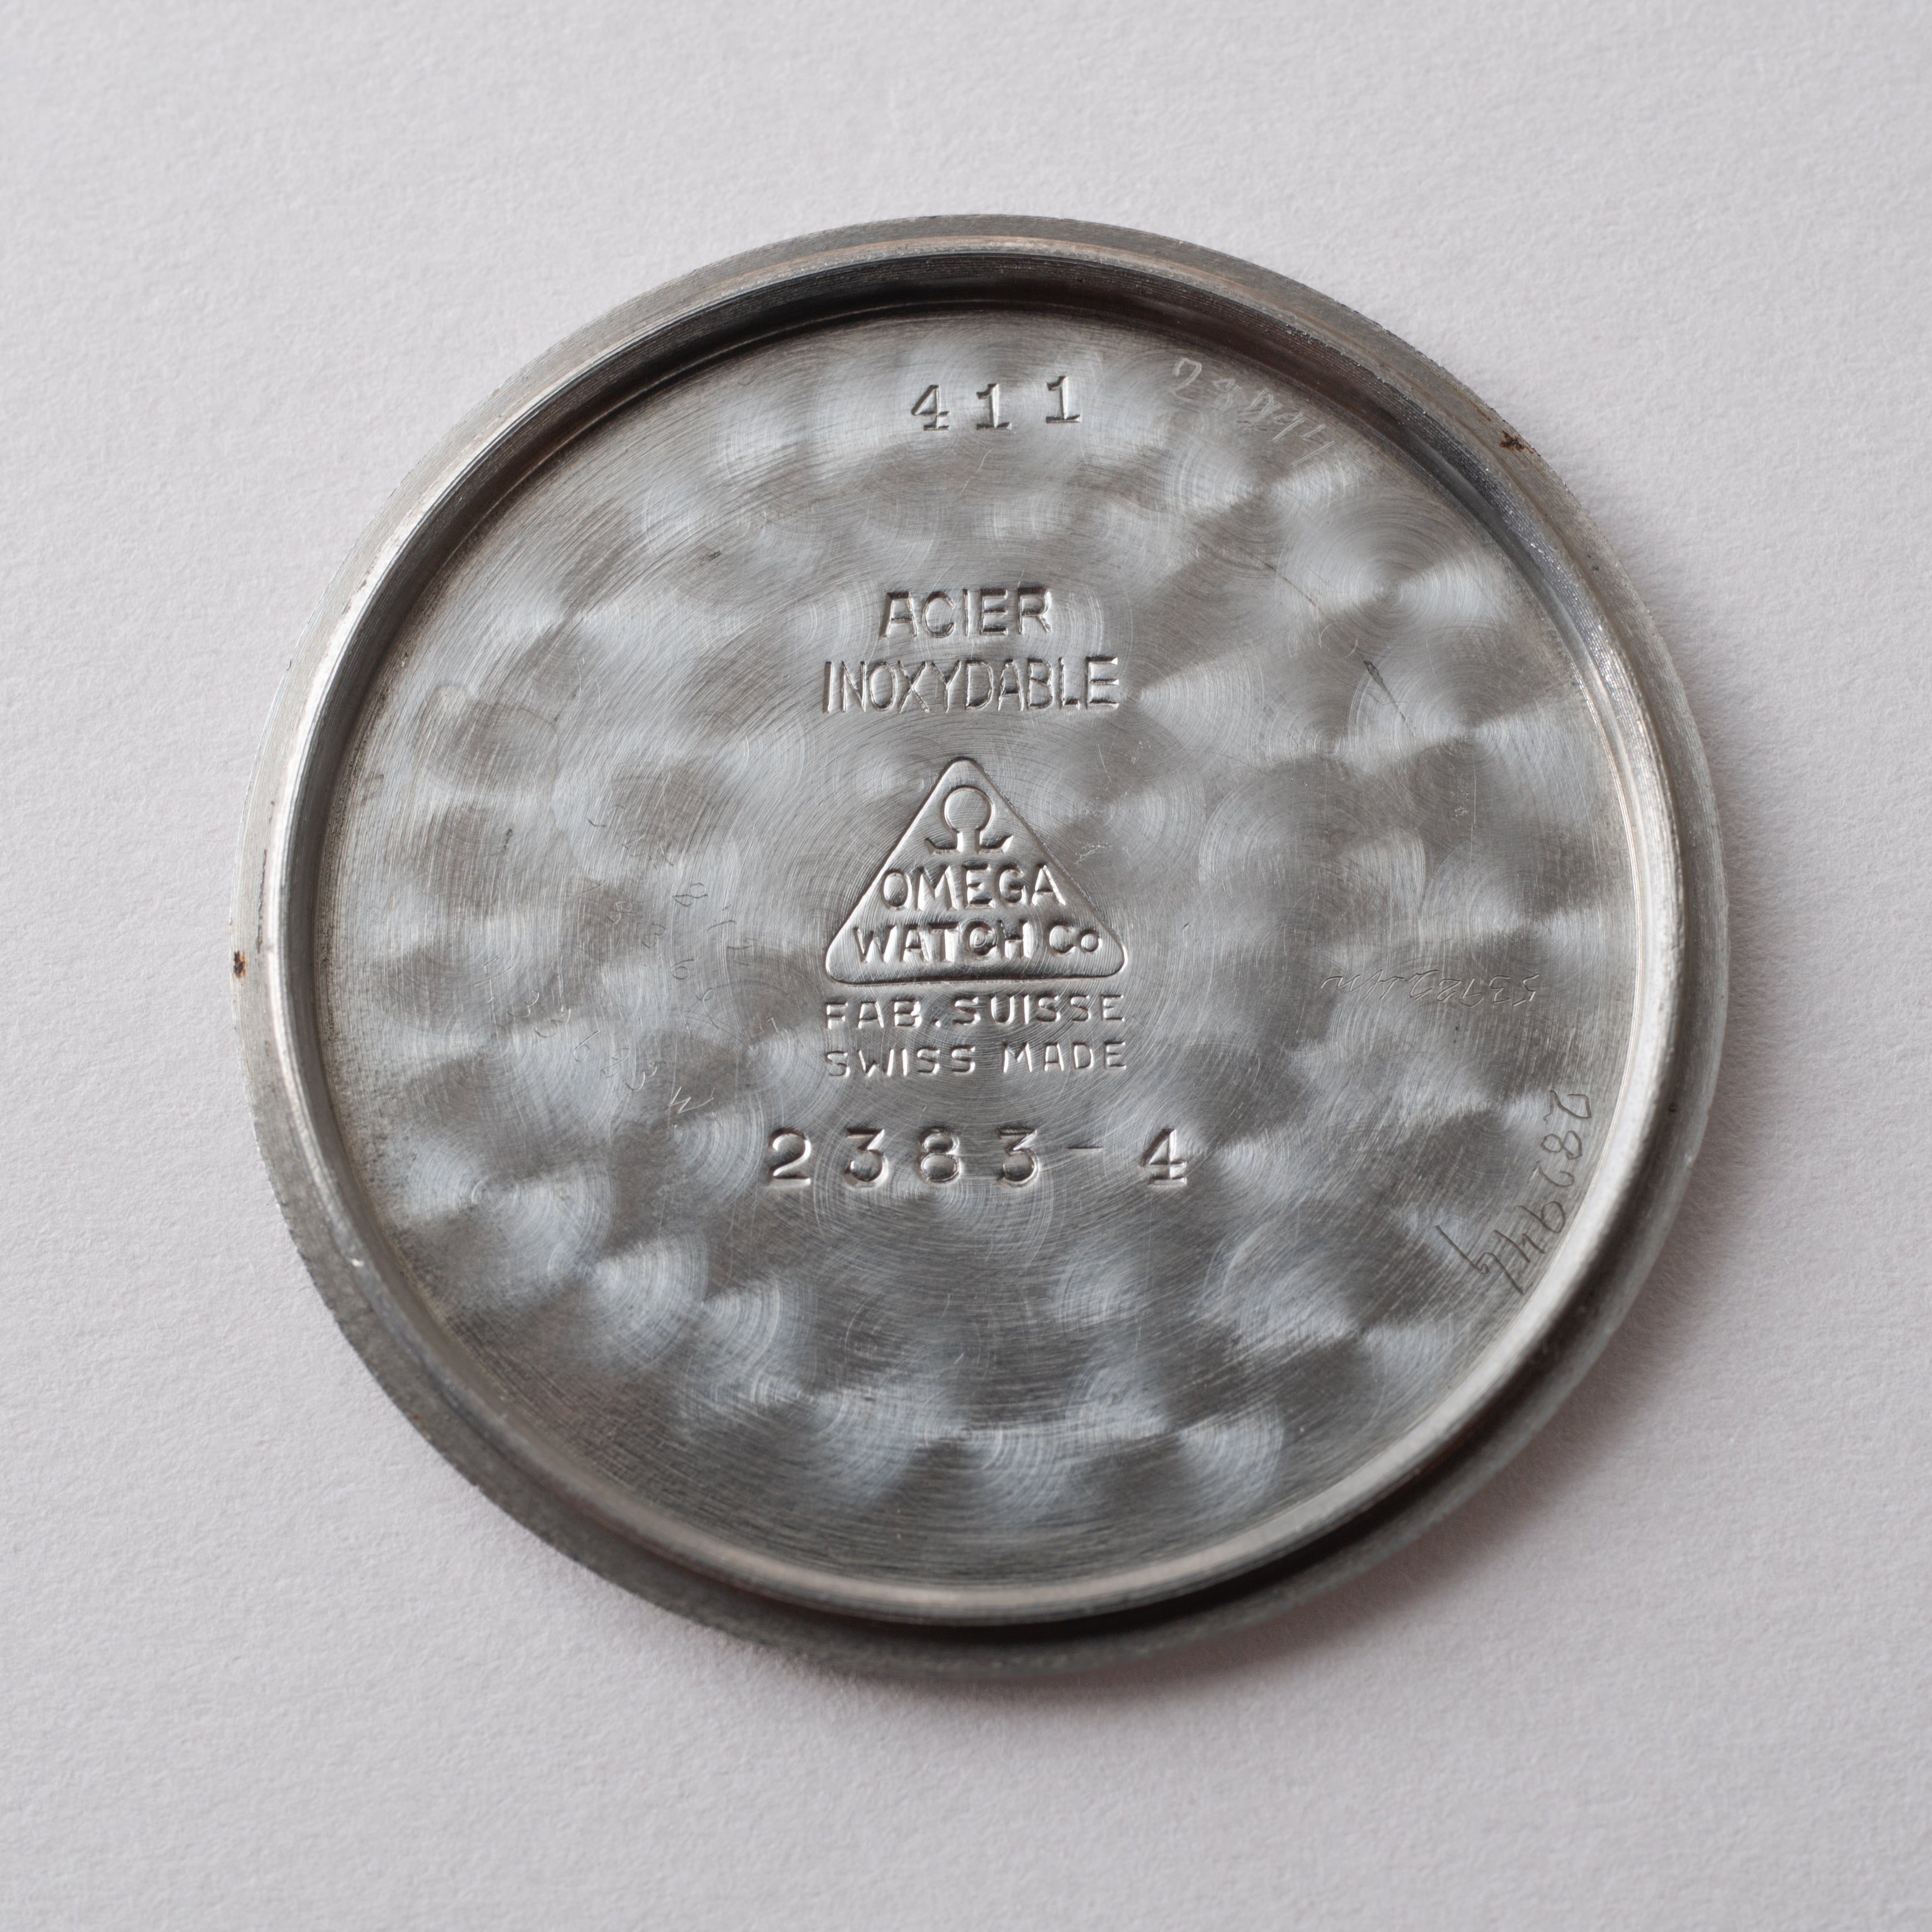 411
ACIER
INOXYDABLE
Ω
OMEGA
WATCH Co
FAB. SUISSE
SWISS MADE
2383-4